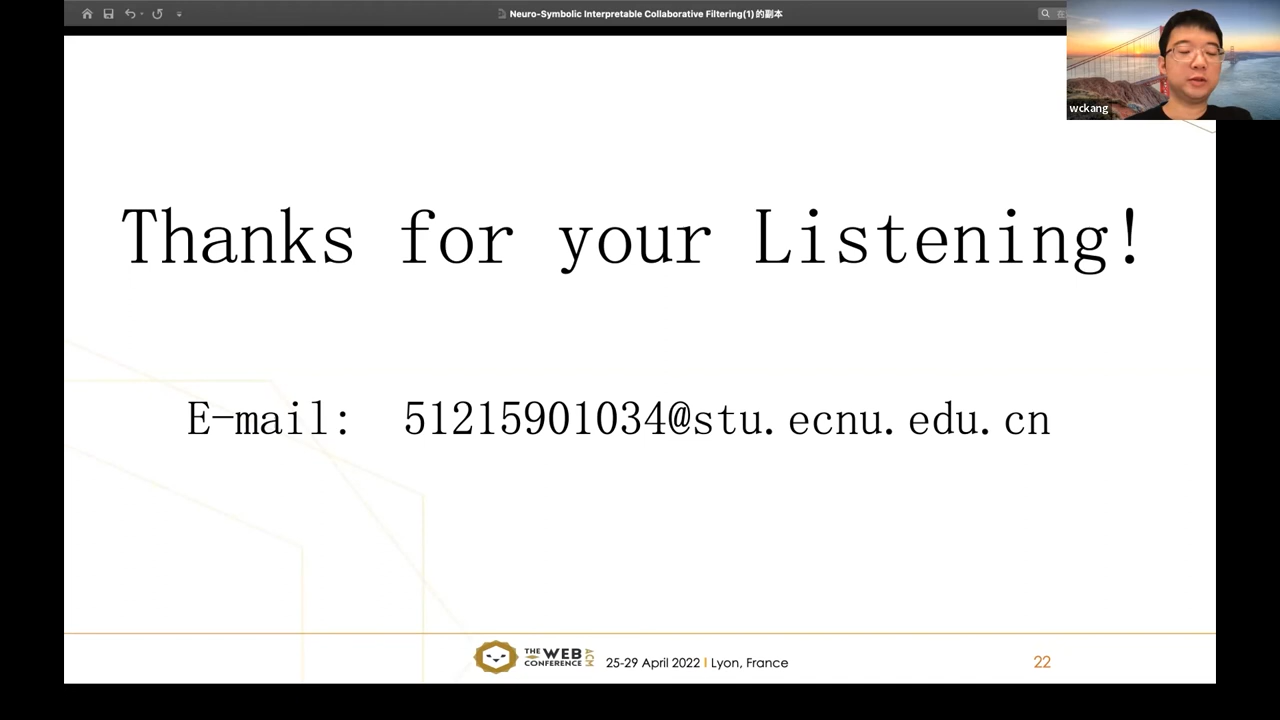 Neuro-Symbolic Interpretable Collaborative Filtering(1)的副本
在
wckang
Thanks for your Listening!
E-mail: 51215901034@stu.ecnu.edu.cn
THE WEB CONFERENCE ACM
25-29 April 2022 | Lyon, France
22